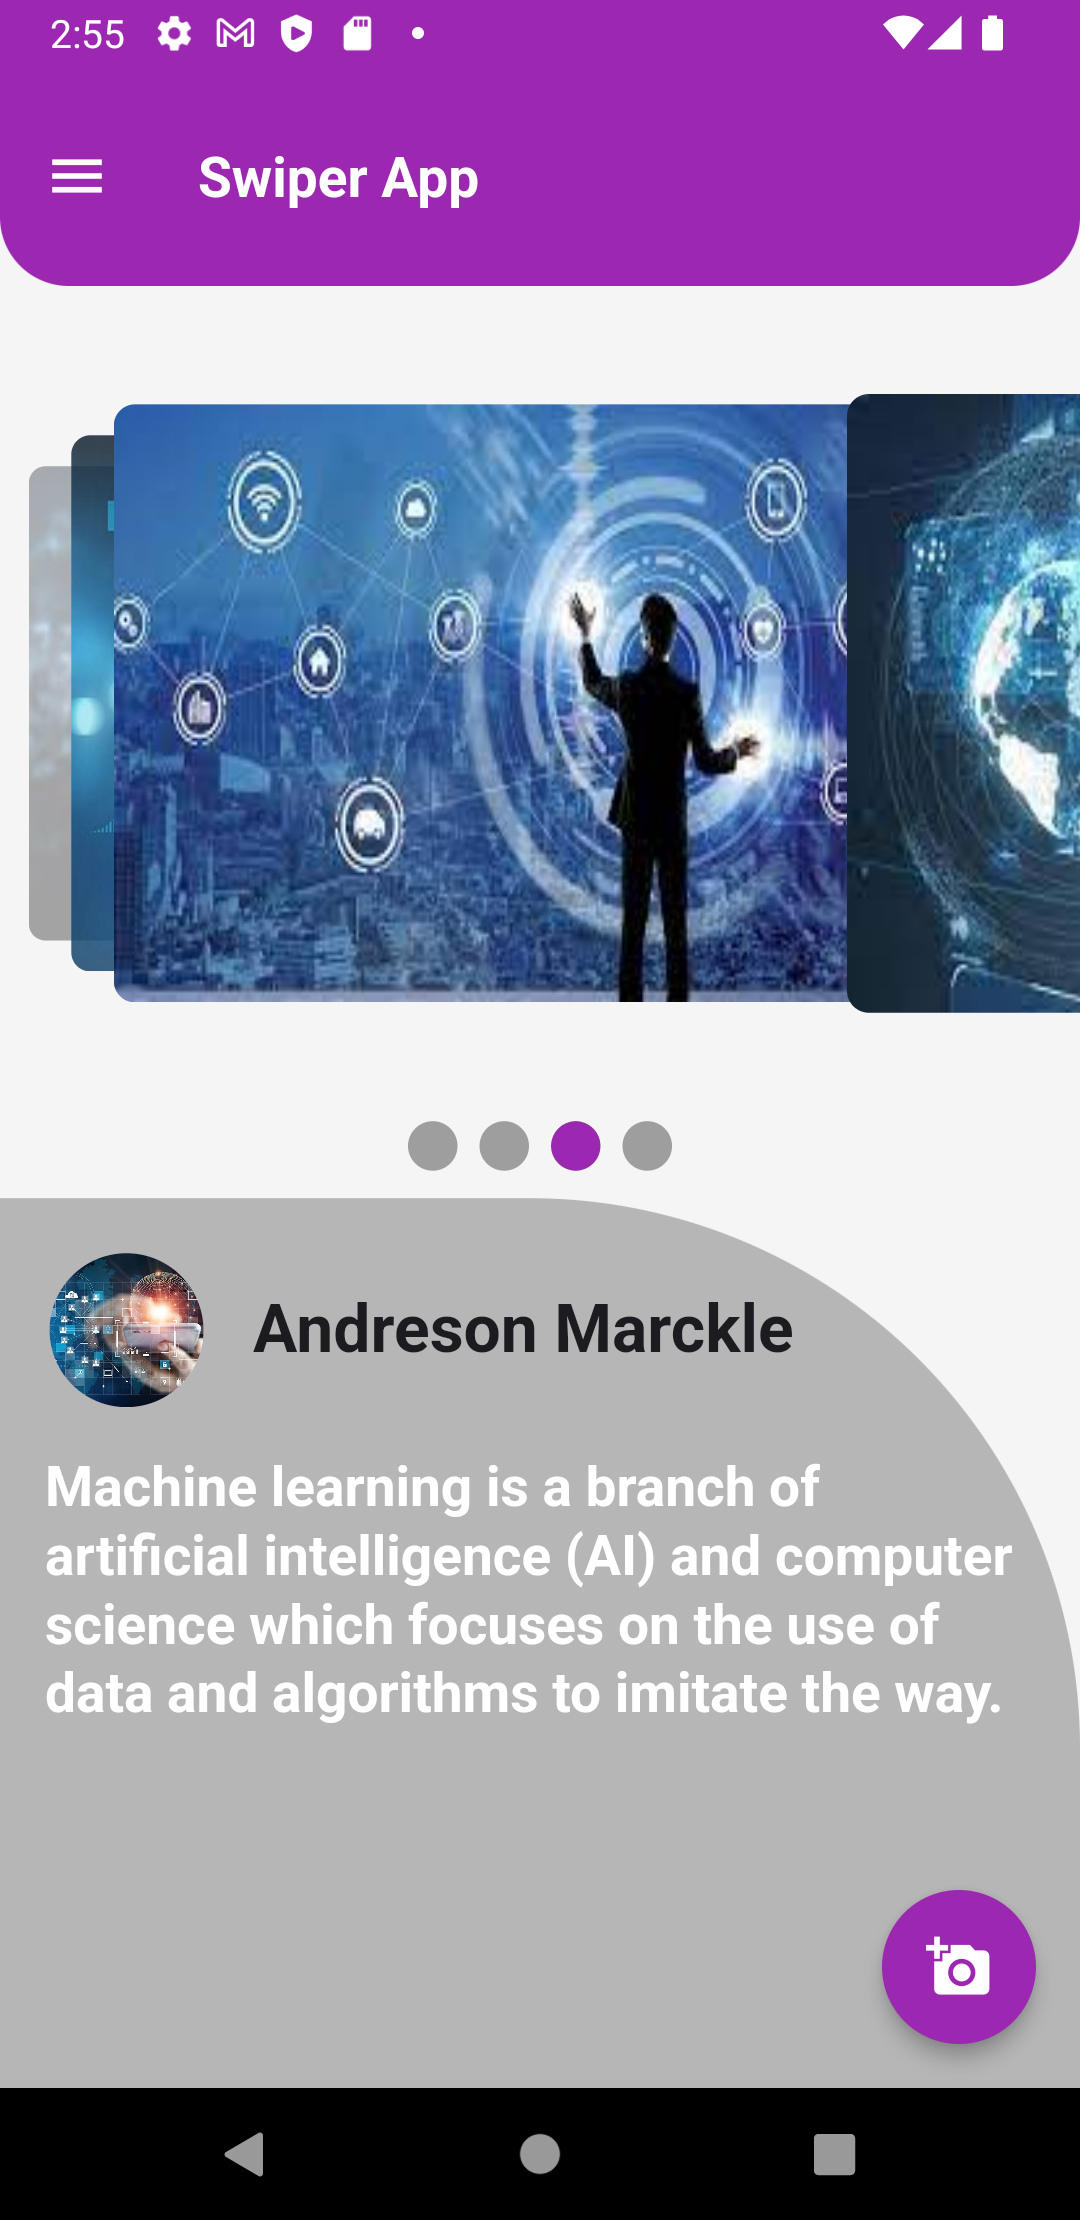 2:55
Swiper App
Andreson Marckle
Machine learning is a branch of
artificial intelligence (AI) and computer
science which focuses on the use of
data and algorithms to imitate the way.